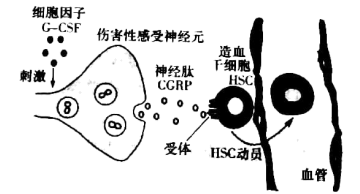 细胞因子
G-CSF
伤害性感受神经元
刺激
神经肽
CGRP
造血
干细胞
HSC
受体
HSC动员
血管